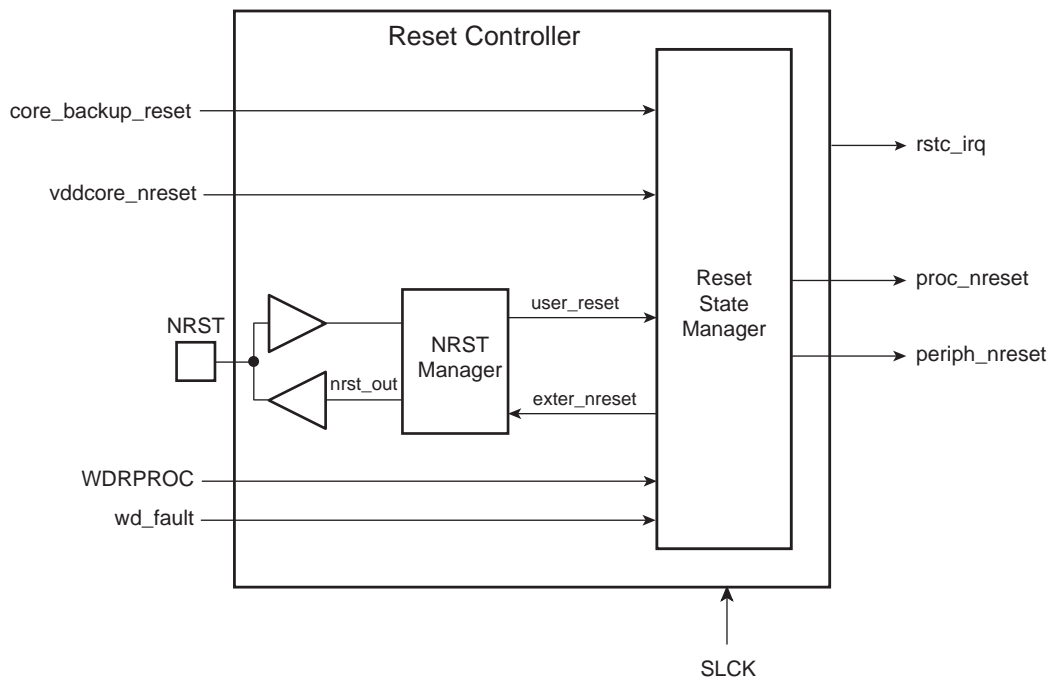 Reset Controller
core_backup_reset
rstc_irq
vddcore_nreset
Reset
State
Manager
proc_nreset
user_reset
NRST
NRST
Manager
periph_nreset
nrst_out
exter_nreset
WDRPROC
wd_fault
SLCK